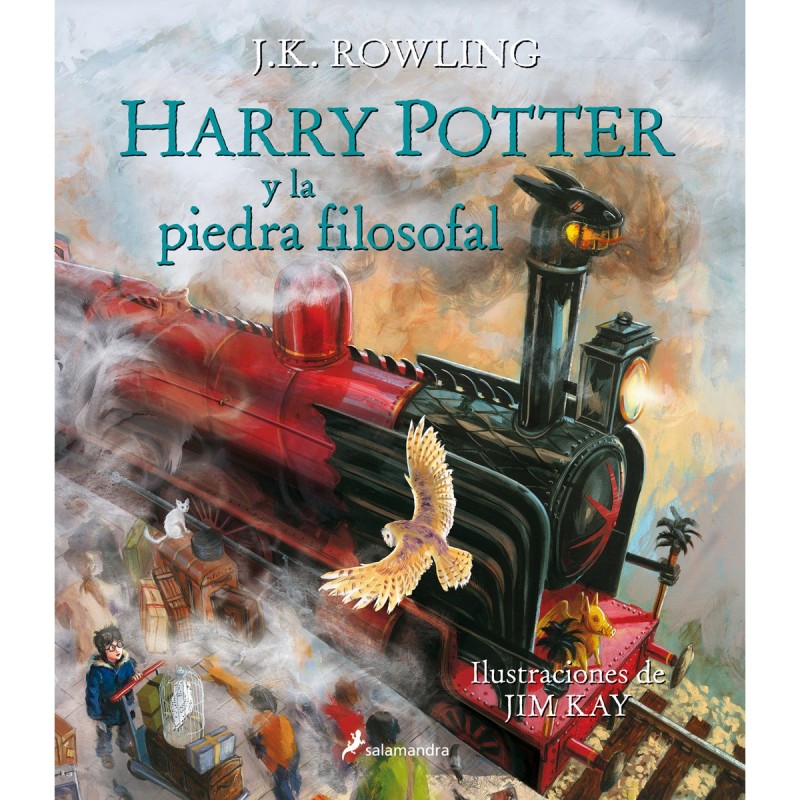 J.K. ROWLING
HARRY POTTER
y la
piedra filosofal
Ilustraciones de
JIM KAY
salamandra